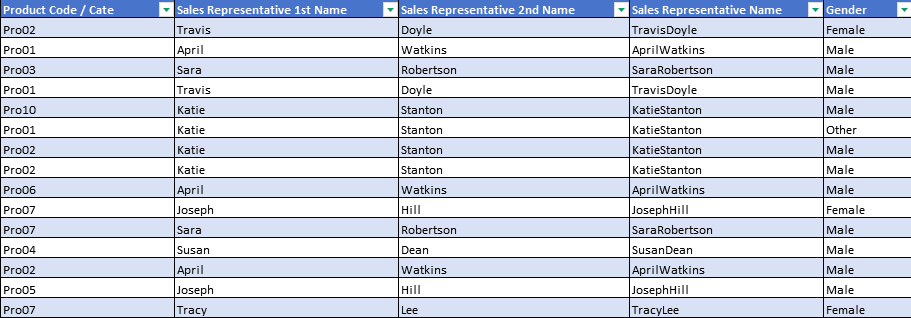 Product Code / Cate Sales Representative 1st Name Sales Representative 2nd Name Sales Representative Name Gender
Pro02 Travis Doyle TravisDoyle Female
Pro01 April Watkins AprilWatkins Male
Pro03 Sara Robertson SaraRobertson Male
Pro01 Travis Doyle TravisDoyle Male
Pro10 Katie Stanton KatieStanton Male
Pro01 Katie Stanton KatieStanton Other
Pro02 Katie Stanton KatieStanton Male
Pro02 Katie Stanton KatieStanton Male
Pro06 April Watkins AprilWatkins Male
Pro07 Joseph Hill JosephHill Female
Pro07 Sara Robertson SaraRobertson Male
Pro04 Susan Dean SusanDean Male
Pro02 April Watkins AprilWatkins Male
Pro05 Joseph Hill JosephHill Male
Pro07 Tracy Lee TracyLee Female